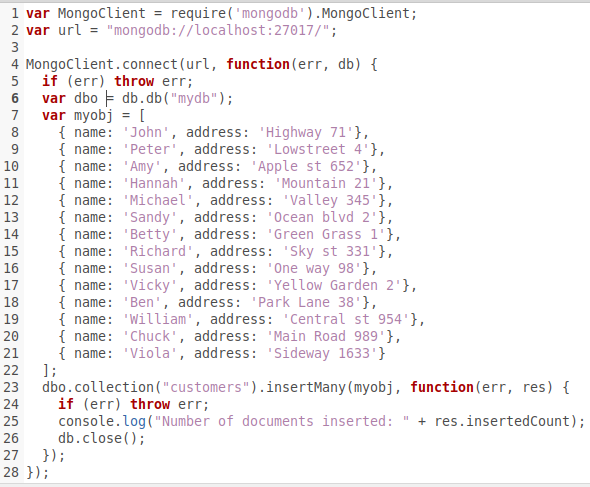 1 var MongoClient = require('mongodb').MongoClient;
2 var url = "mongodb://localhost:27017/";
3
4 MongoClient.connect(url, function(err, db) {
5   if (err) throw err;
6   var dbo = db.db("mydb");
7   var myobj = [
8     { name: 'John', address: 'Highway 71'},
9     { name: 'Peter', address: 'Lowstreet 4'},
10     { name: 'Amy', address: 'Apple st 652'},
11     { name: 'Hannah', address: 'Mountain 21'},
12     { name: 'Michael', address: 'Valley 345'},
13     { name: 'Sandy', address: 'Ocean blvd 2'},
14     { name: 'Betty', address: 'Green Grass 1'},
15     { name: 'Richard', address: 'Sky st 331'},
16     { name: 'Susan', address: 'One way 98'},
17     { name: 'Vicky', address: 'Yellow Garden 2'},
18     { name: 'Ben', address: 'Park Lane 38'},
19     { name: 'William', address: 'Central st 954'},
20     { name: 'Chuck', address: 'Main Road 989'},
21     { name: 'Viola', address: 'Sideway 1633'}
22   ];
23   dbo.collection("customers").insertMany(myobj, function(err, res) {
24     if (err) throw err;
25     console.log("Number of documents inserted: " + res.insertedCount);
26     db.close();
27   });
28 });